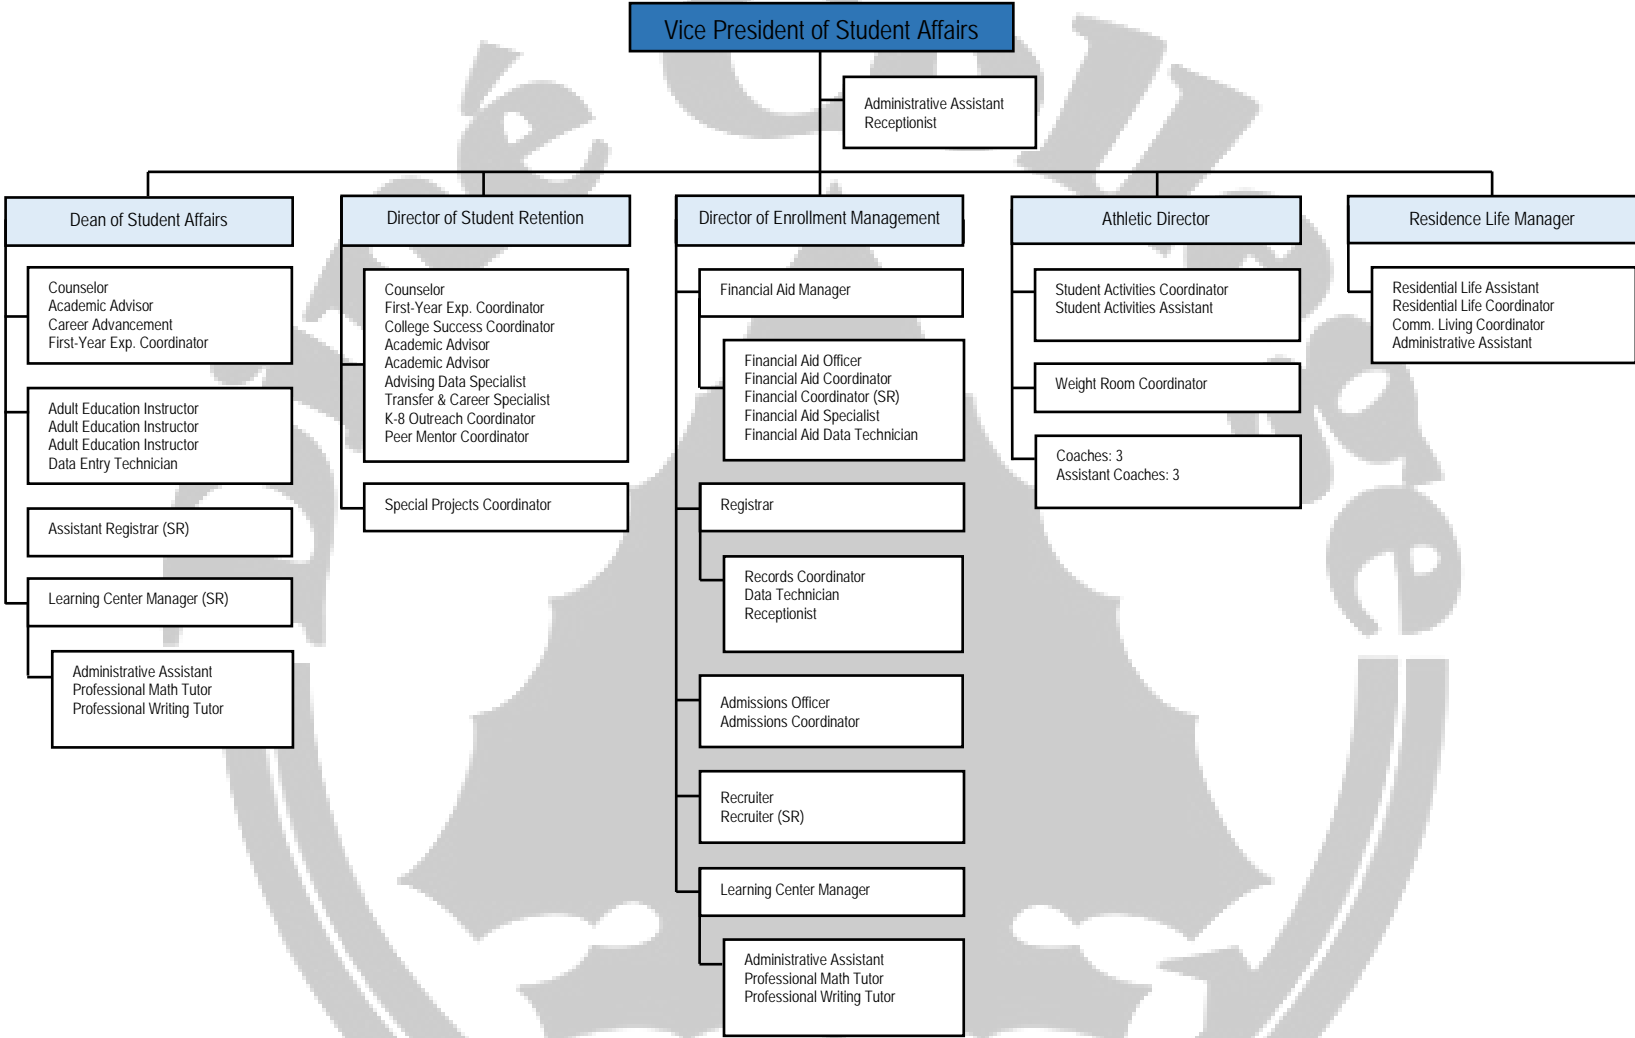 Vice President of Student Affairs
Administrative Assistant
Receptionist
Dean of Student Affairs
Counselor
Academic Advisor
Career Advancement
First-Year Exp. Coordinator
Adult Education Instructor
Adult Education Instructor
Adult Education Instructor
Data Entry Technician
Assistant Registrar (SR)
Learning Center Manager (SR)
Administrative Assistant
Professional Math Tutor
Professional Writing Tutor
Director of Student Retention
Counselor
First-Year Exp. Coordinator
College Success Coordinator
Academic Advisor
Academic Advisor
Advising Data Specialist
Transfer & Career Specialist
K-8 Outreach Coordinator
Peer Mentor Coordinator
Special Projects Coordinator
Director of Enrollment Management
Financial Aid Manager
Financial Aid Officer
Financial Aid Coordinator
Financial Coordinator (SR)
Financial Aid Specialist
Financial Aid Data Technician
Registrar
Records Coordinator
Data Technician
Receptionist
Admissions Officer
Admissions Coordinator
Recruiter
Recruiter (SR)
Learning Center Manager
Administrative Assistant
Professional Math Tutor
Professional Writing Tutor
Athletic Director
Student Activities Coordinator
Student Activities Assistant
Weight Room Coordinator
Coaches: 3
Assistant Coaches: 3
Residence Life Manager
Residential Life Assistant
Residential Life Coordinator
Comm. Living Coordinator
Administrative Assistant